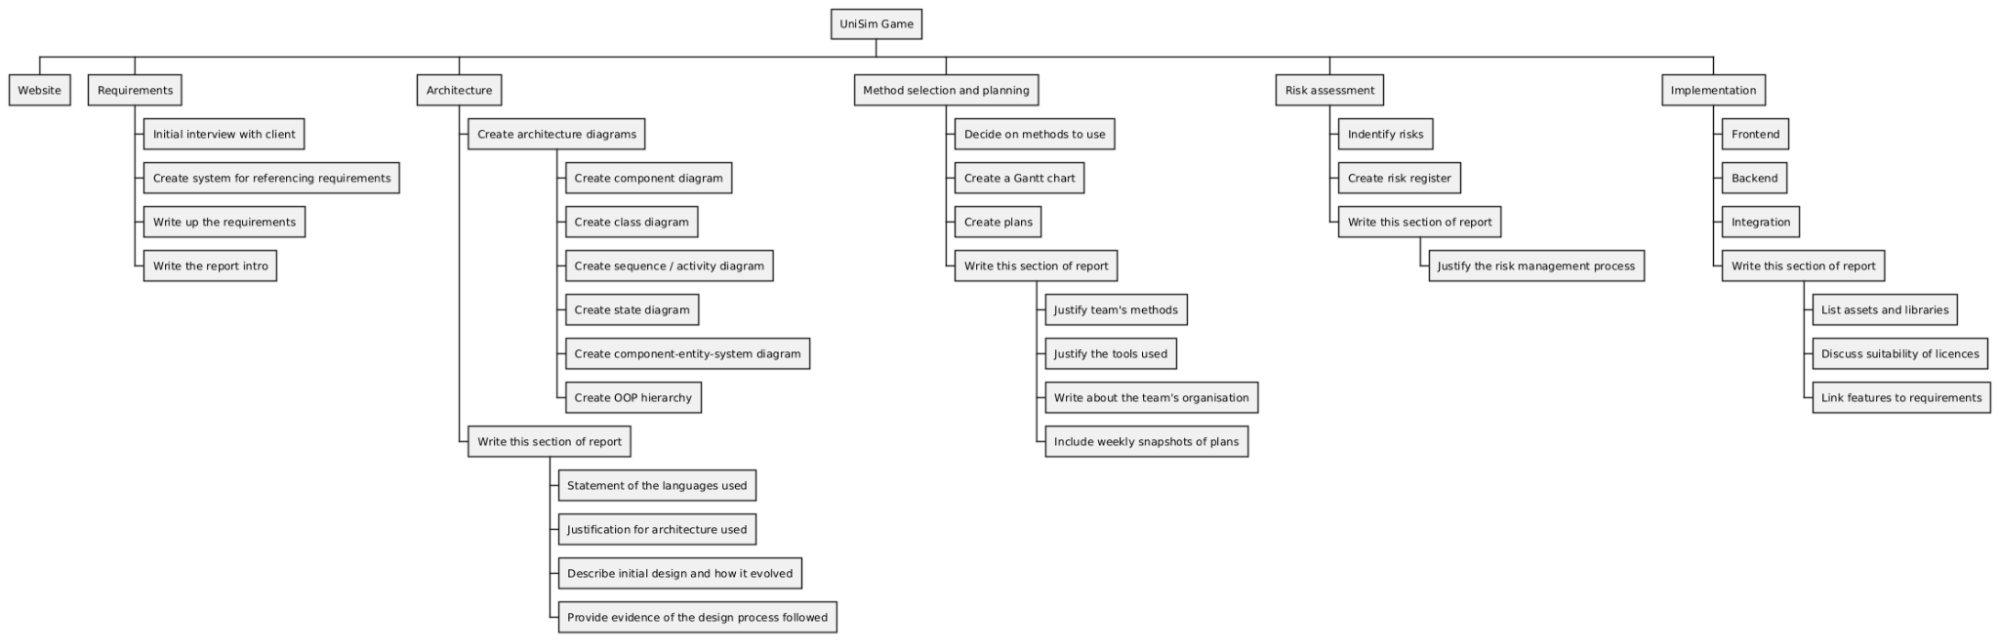 UniSim Game
Website
Requirements
Initial interview with client
Create system for referencing requirements
Write up the requirements
Write the report intro
Architecture
Create architecture diagrams
Create component diagram
Create class diagram
Create sequence / activity diagram
Create state diagram
Create component-entity-system diagram
Create OOP hierarchy
Write this section of report
Statement of the languages used
Justification for architecture used
Describe initial design and how it evolved
Provide evidence of the design process followed
Method selection and planning
Decide on methods to use
Create a Gantt chart
Create plans
Write this section of report
Justify team's methods
Justify the tools used
Write about the team's organisation
Include weekly snapshots of plans
Risk assessment
Indentify risks
Create risk register
Write this section of report
Justify the risk management process
Implementation
Frontend
Backend
Integration
Write this section of report
List assets and libraries
Discuss suitability of licences
Link features to requirements